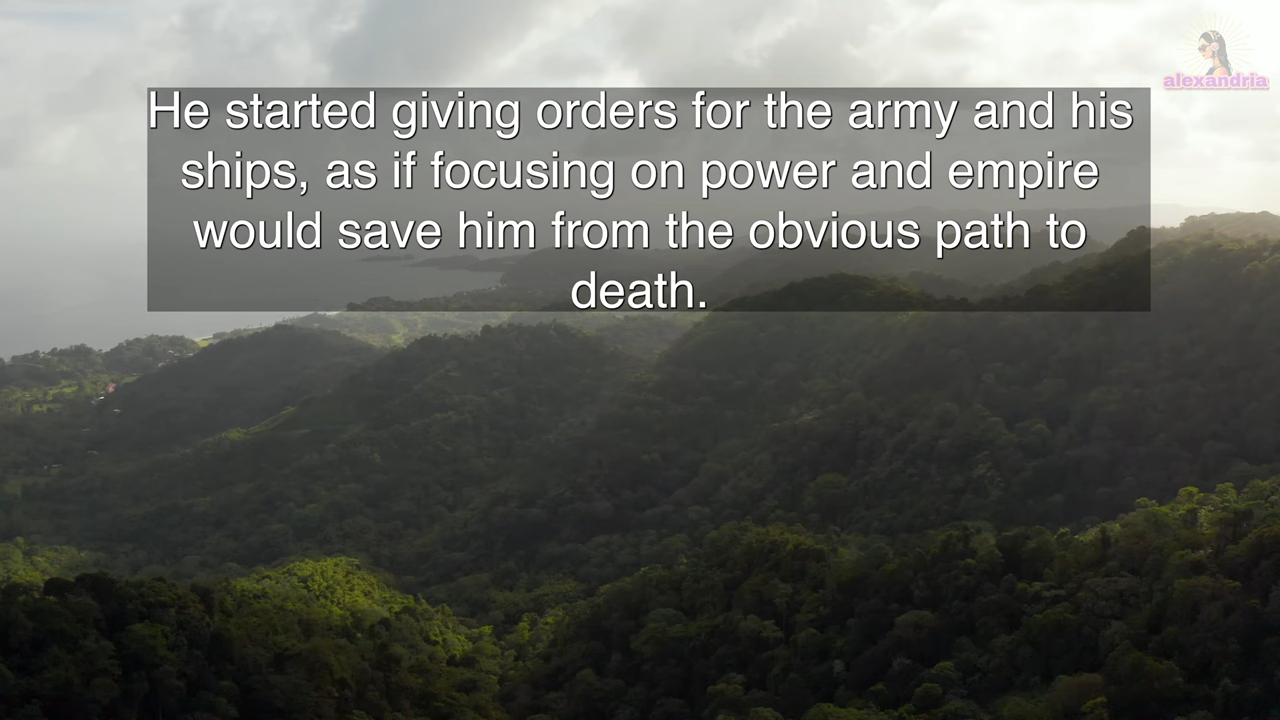 alexandria
He started giving orders for the army and his
ships, as if focusing on power and empire
would save him from the obvious path to
death.